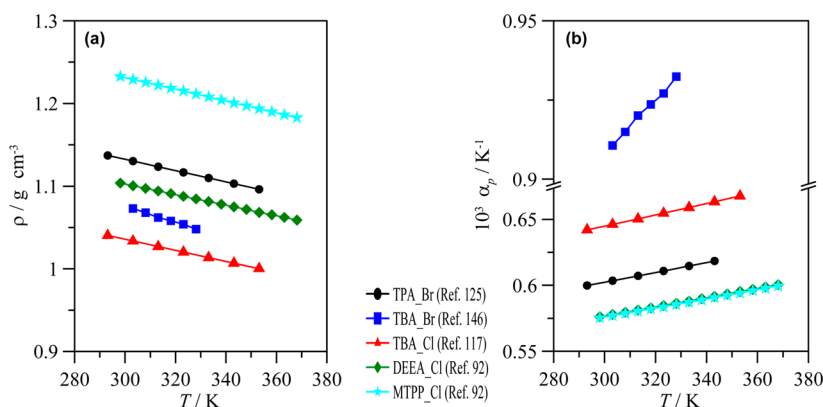 (a)
1.3
1.2
1.1
1
0.9
ρ / g cm⁻³
280 300 320 340 360 380
T / K
TPA_Br (Ref. 125)
TBA_Br (Ref. 146)
TBA_Cl (Ref. 117)
DEEA_Cl (Ref. 92)
MTPP_Cl (Ref. 92)
(b)
0.95
0.9
0.65
0.6
0.55
10³ αₚ / K⁻¹
280 300 320 340 360 380
T / K